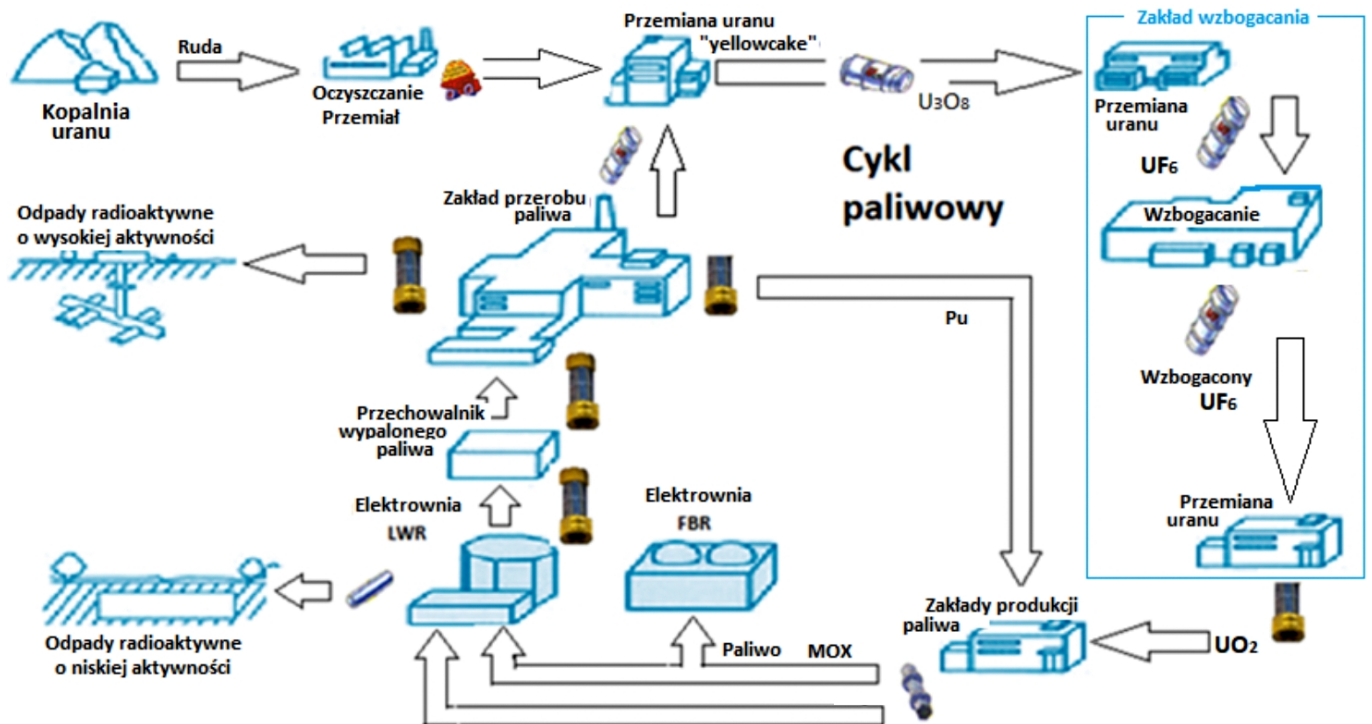 Zakład wzbogacania
Przemiana uranu
"yellowcake"
Ruda
Kopalnia
uranu
Oczyszczanie
Przemiał
U3O8
Przemiana
uranu
UF6
Cykl
paliwowy
Zakład przerobu
paliwa
Odpady radioaktywne
o wysokiej aktywności
Wzbogacanie
Pu
Wzbogacony
UF6
Przechowalnik
wypalonego
paliwa
Elektrownia
LWR
Elektrownia
FBR
Przemiana
uranu
Zakłady produkcji
paliwa
UO2
Odpady radioaktywne
o niskiej aktywności
Paliwo MOX